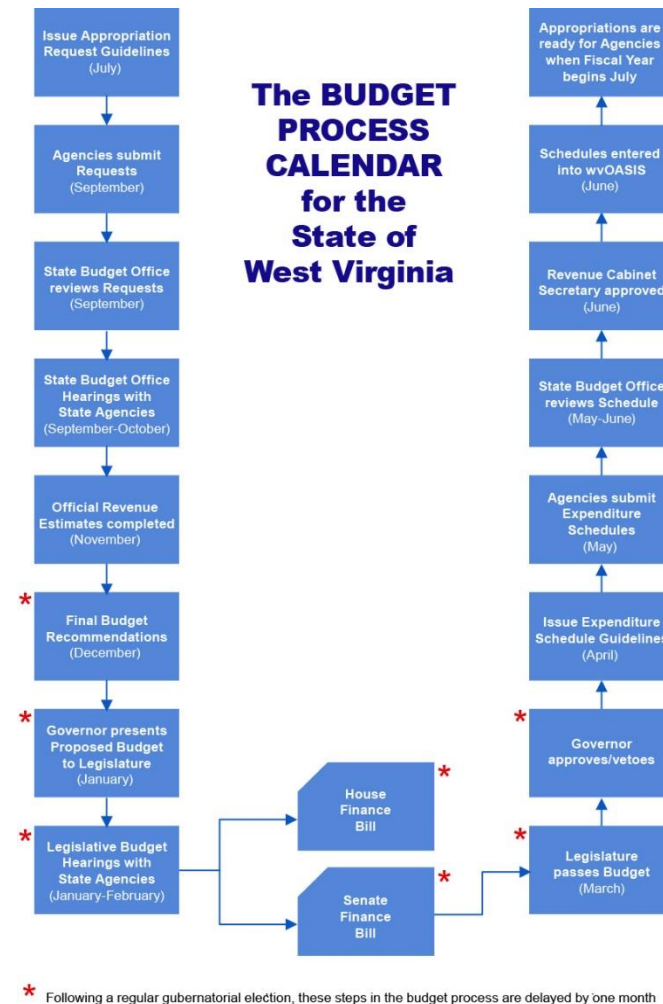 The BUDGET
PROCESS
CALENDAR
for the
State of
West Virginia
Issue Appropriation
Request Guidelines
(July)
Agencies submit
Requests
(September)
State Budget Office
reviews Requests
(September)
State Budget Office
Hearings with
State Agencies
(September-October)
Official Revenue
Estimates completed
(November)
*
Final Budget
Recommendations
(December)
*
Governor presents
Proposed Budget
to Legislature
(January)
*
Legislative Budget
Hearings with
State Agencies
(January-February)
*
House
Finance
Bill
*
Senate
Finance
Bill
*
Legislature
passes Budget
(March)
*
Governor
approves/vetoes
Issue Expenditure
Schedule Guidelines
(April)
Agencies submit
Expenditure
Schedules
(May)
State Budget Office
reviews Schedule
(May-June)
Revenue Cabinet
Secretary approved
(June)
Schedules entered
into wvOASIS
(June)
Appropriations are
ready for Agencies
when Fiscal Year
begins July
* Following a regular gubernatorial election, these steps in the budget process are delayed by one month